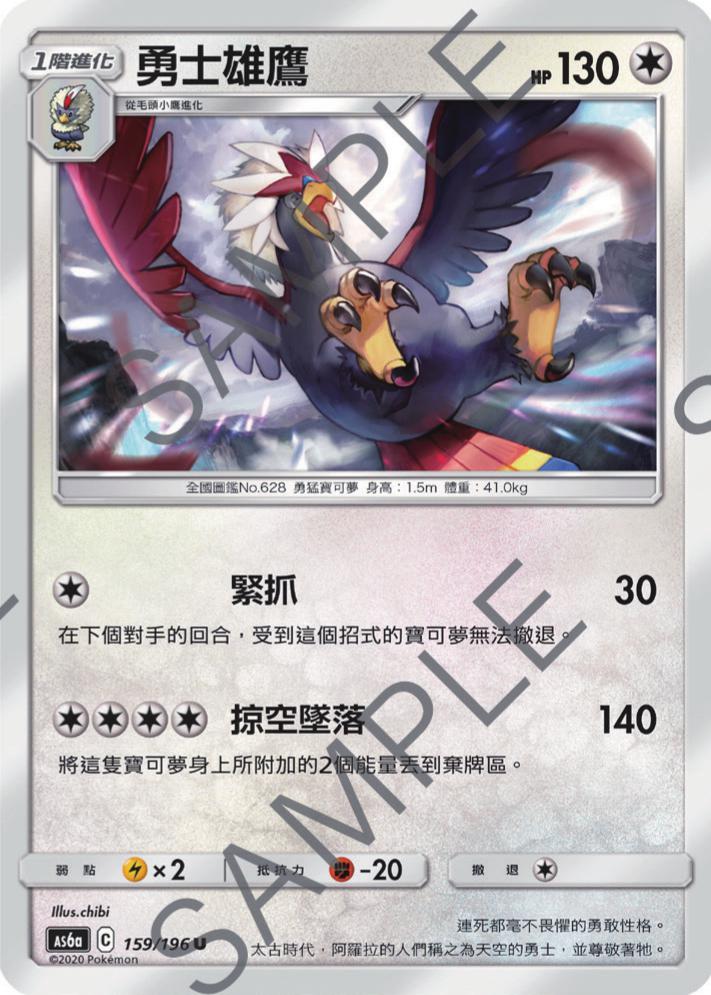 1階進化 勇士雄鷹 HP 130
從毛頭小鷹進化
SAMPLE
全國圖鑑No.628 勇猛寶可夢 身高：1.5m 體重：41.0kg
緊抓 30
在下個對手的回合，受到這個招式的寶可夢無法撤退。
掠空墜落 140
將這隻寶可夢身上所附加的2個能量丟到棄牌區。
SAMPLE
弱點 ×2 抵抗力 -20 撤退
Illus.chibi
AS6a C 159/196 U
©2020 Pokémon
連死都毫不畏懼的勇敢性格。
太古時代，阿羅拉的人們稱之為天空的勇士，並尊敬著牠。